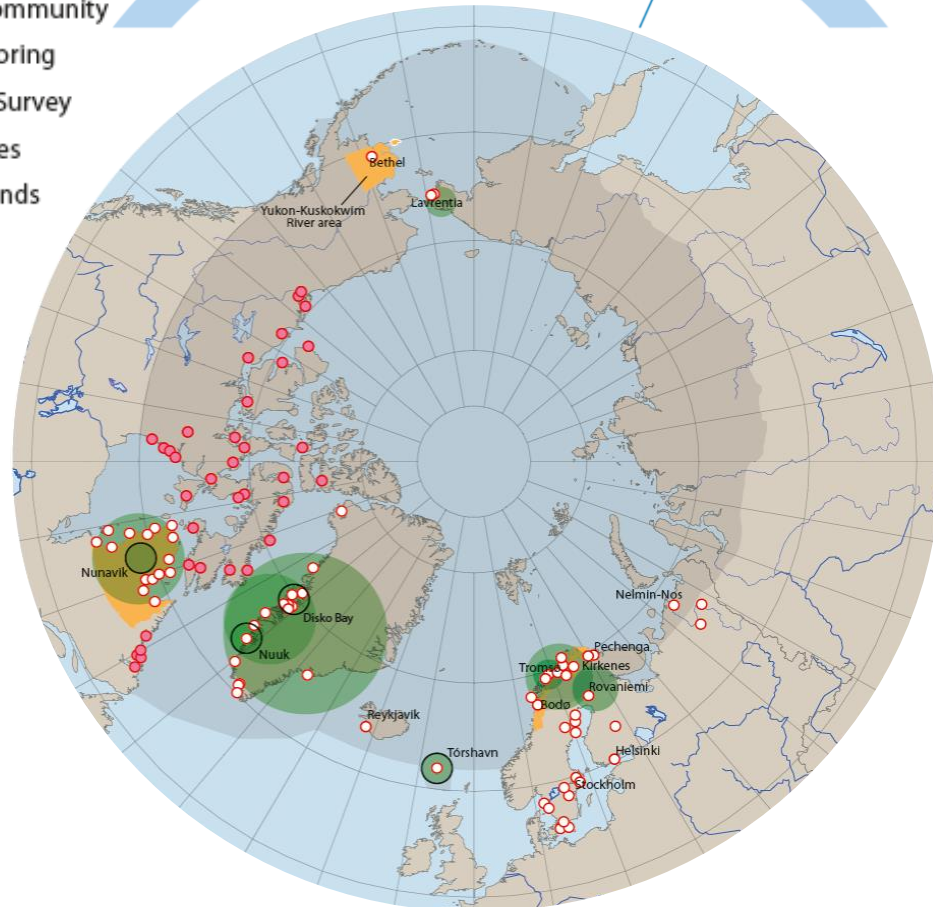 ommunity
oring
Survey
es
nds
Bethel
Lavrentia
Yukon-Kuskokwim
River area
Nunavik
Disko Bay
Nuuk
Nelmin-Nos
Pechenga
Tromsø
Kirkenes
Rovaniemi
Bodø
Reykjavik
Tórshavn
Helsinki
Stockholm